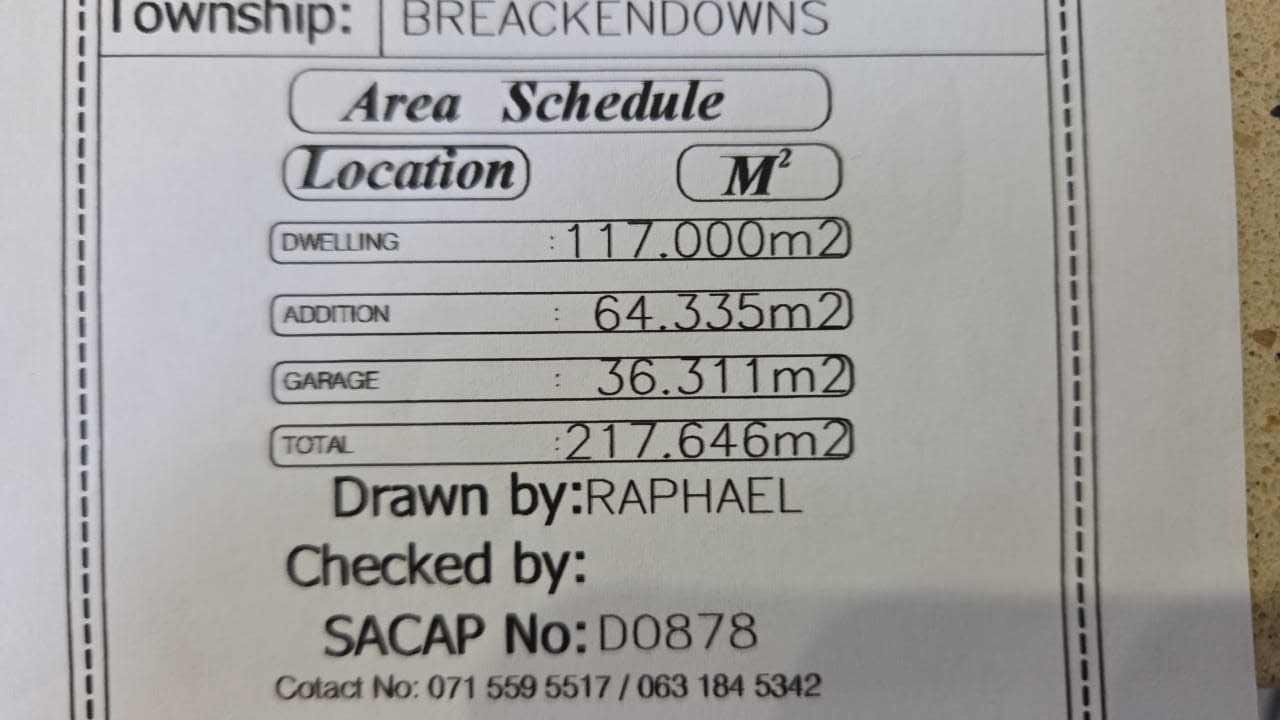 Township: BREACKENDOWNS
Area Schedule
Location M²
DWELLING :117.000m2
ADDITION : 64.335m2
GARAGE : 36.311m2
TOTAL :217.646m2
Drawn by:RAPHAEL
Checked by:
SACAP No:D0878
Cotact No: 071 559 5517 / 063 184 5342